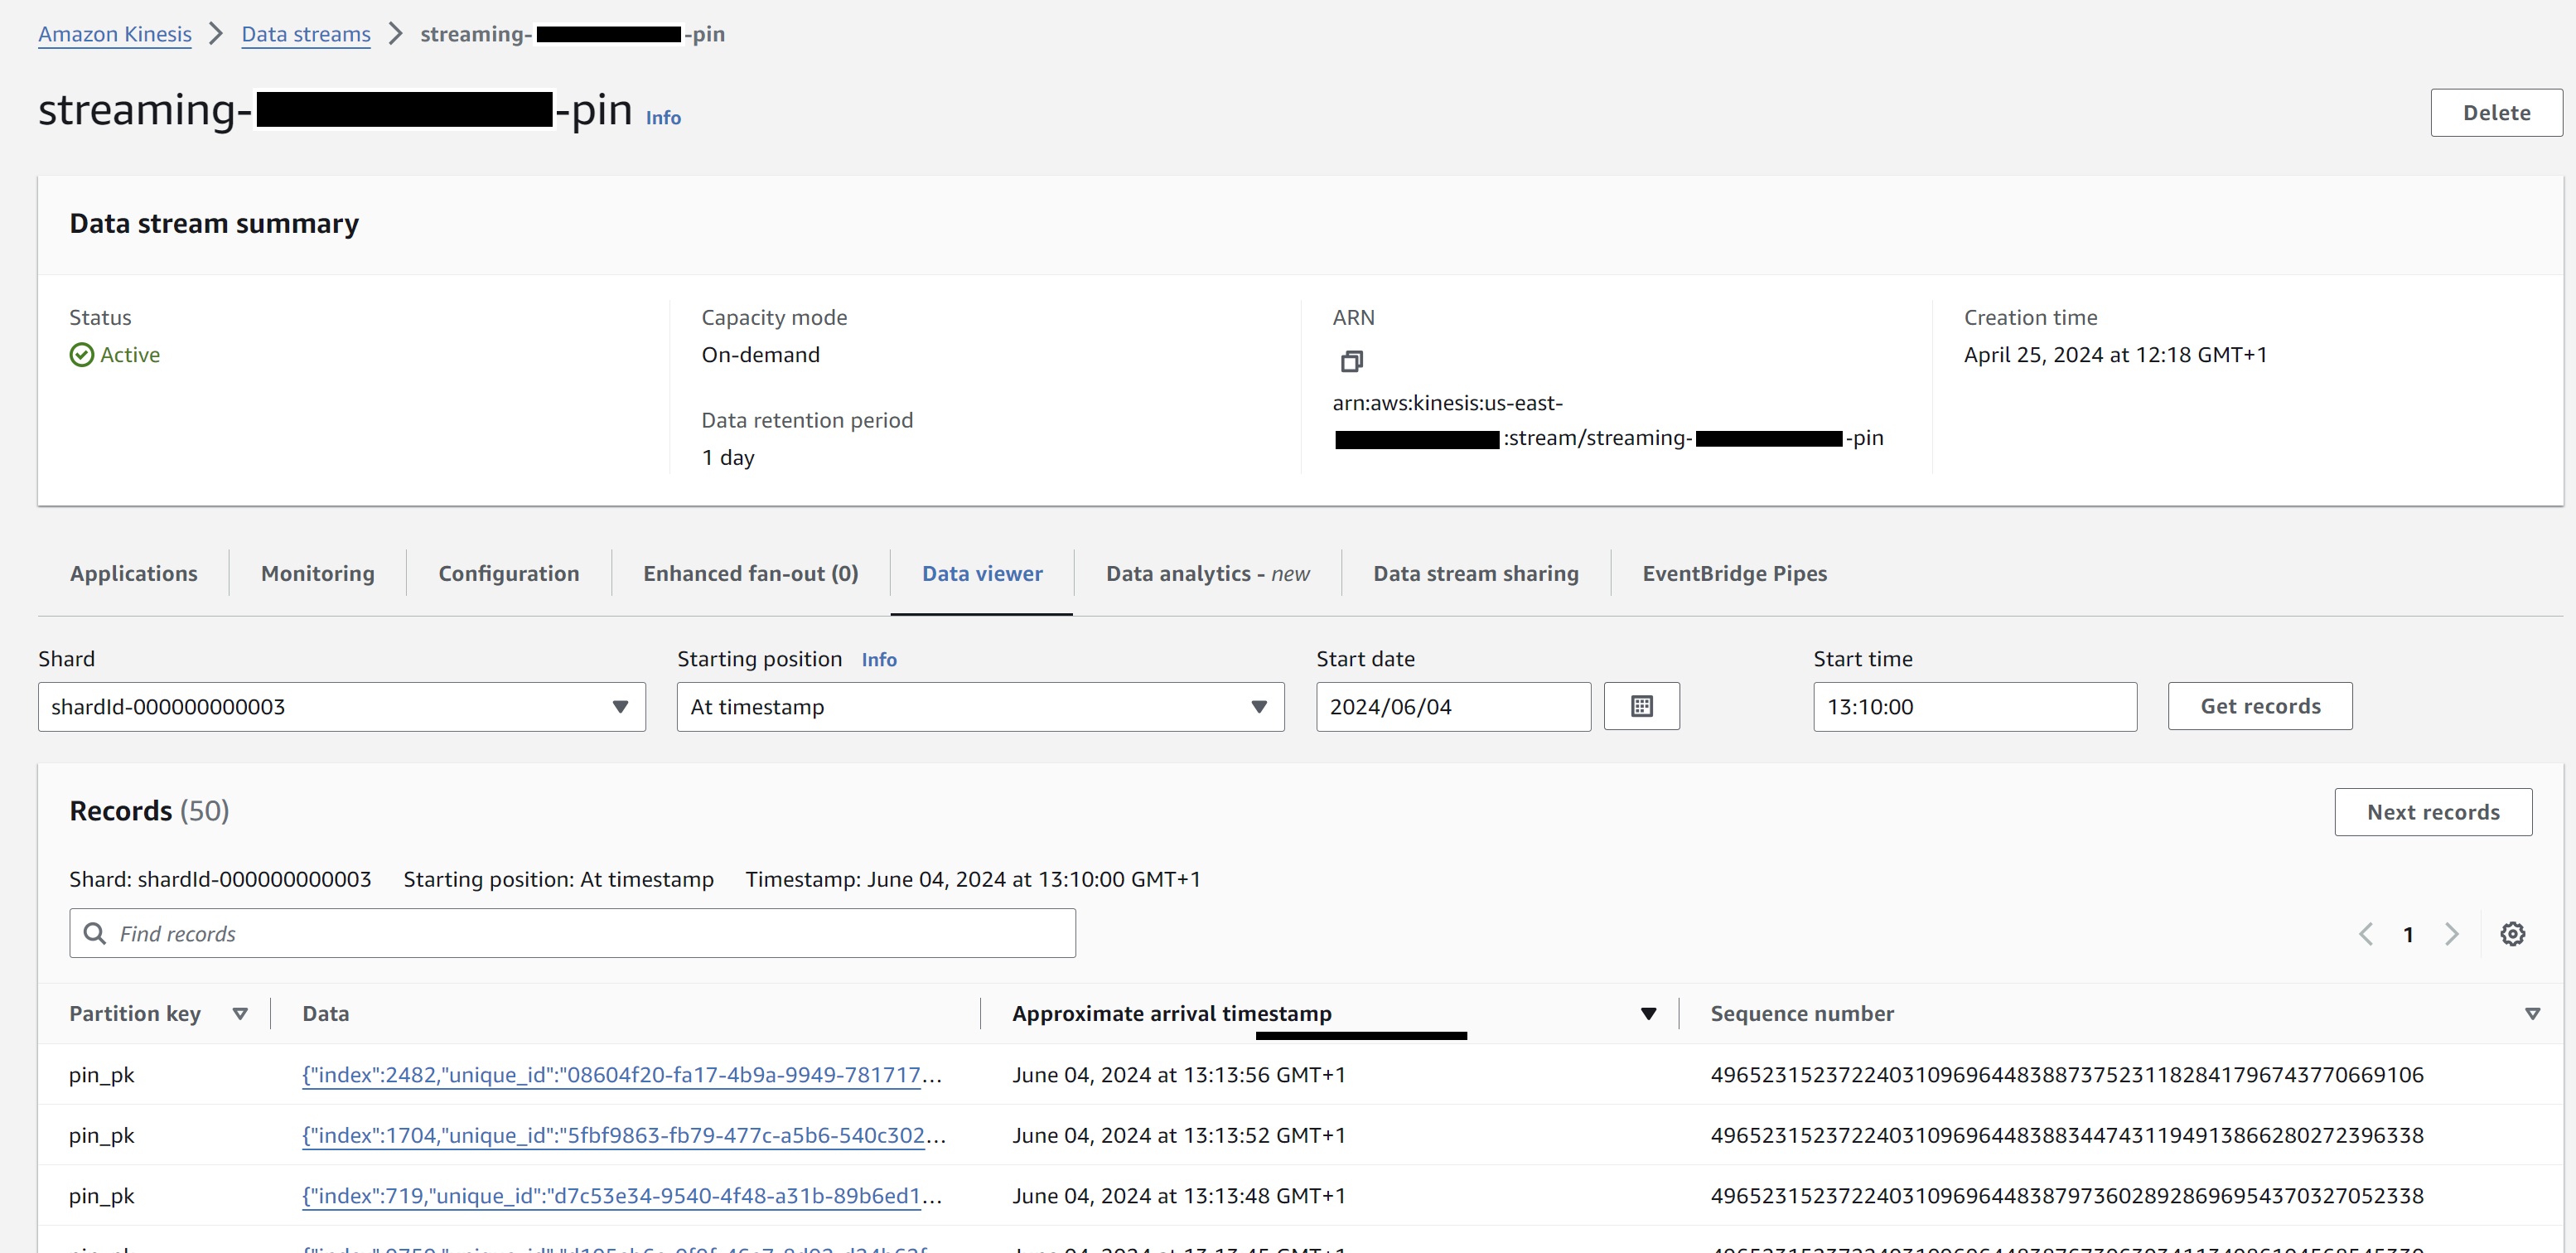 Amazon Kinesis > Data streams > streaming- -pin
streaming- -pin Info
Delete
Data stream summary
Status
Active
Capacity mode
On-demand
Data retention period
1 day
ARN
arn:aws:kinesis:us-east-
:stream/streaming- -pin
Creation time
April 25, 2024 at 12:18 GMT+1
Applications Monitoring Configuration Enhanced fan-out (0) Data viewer Data analytics - new Data stream sharing EventBridge Pipes
Shard Starting position Info Start date Start time
shardId-000000000003 At timestamp 2024/06/04 13:10:00 Get records
Records (50)
Next records
Shard: shardId-000000000003 Starting position: At timestamp Timestamp: June 04, 2024 at 13:10:00 GMT+1
Find records
1
Partition key Data Approximate arrival timestamp Sequence number
pin_pk {"index":2482,"unique_id":"08604f20-fa17-4b9a-9949-781717... June 04, 2024 at 13:13:56 GMT+1 49652315237224031096964483887375231182841796743770669106
pin_pk {"index":1704,"unique_id":"5fbf9863-fb79-477c-a5b6-540c302... June 04, 2024 at 13:13:52 GMT+1 49652315237224031096964483883447431194913866280272396338
pin_pk {"index":719,"unique_id":"d7c53e34-9540-4f48-a31b-89b6ed1... June 04, 2024 at 13:13:48 GMT+1 49652315237224031096964483879736028928696954370327052338